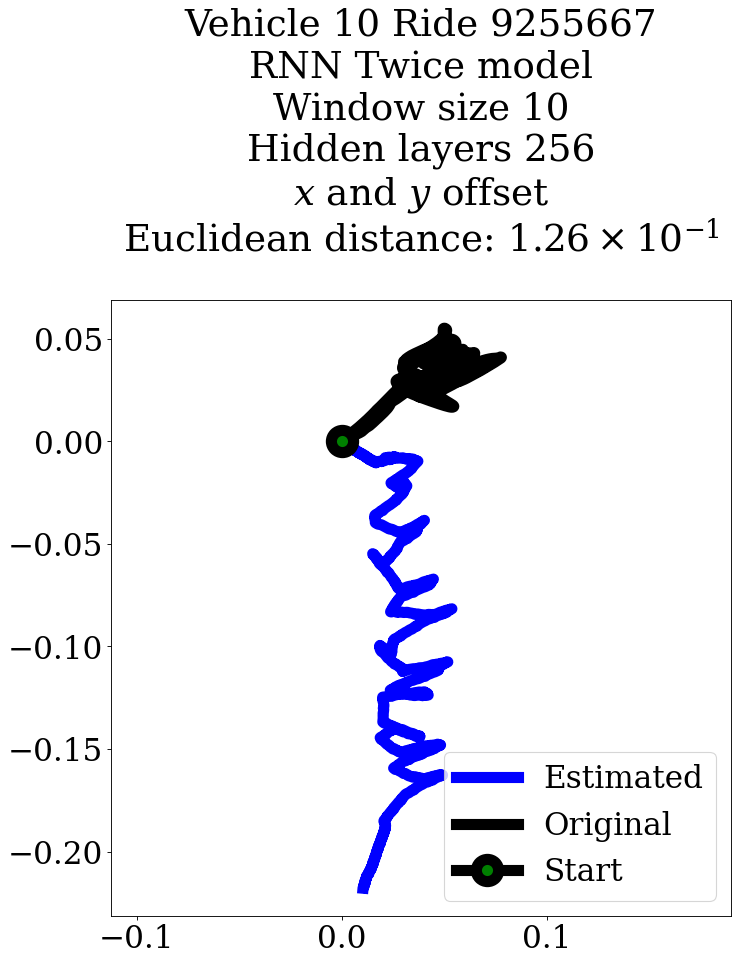 Vehicle 10 Ride 9255667
RNN Twice model
Window size 10
Hidden layers 256
x and y offset
Euclidean distance: 1.26 × 10⁻¹
0.05
0.00
−0.05
−0.10
−0.15
−0.20
Estimated
Original
Start
−0.1 0.0 0.1